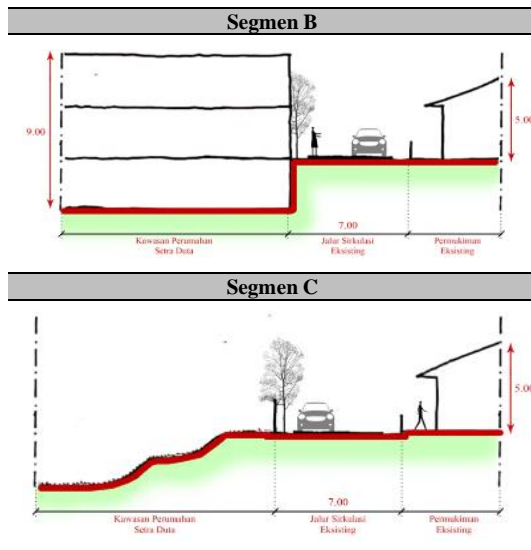 Segmen B
9.00
5.00
7.00
Kawasan Perumahan
Setra Duta
Jalur Sirkulasi
Eksisting
Permukiman
Eksisting
Segmen C
5.00
7.00
Kawasan Perumahan
Setra Duta
Jalur Sirkulasi
Eksisting
Permukiman
Eksisting